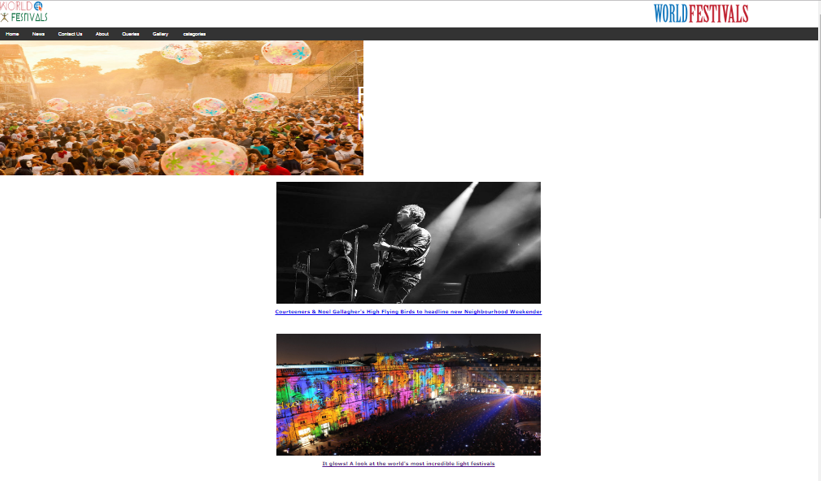 WORLD
FESTIVALS
WORLDFESTIVALS
Home News Contact Us About Queries Gallery categories
F
N
Courteeners & Noel Gallagher's High Flying Birds to headline new Neighbourhood Weekender
It glows! A look at the world's most incredible light festivals